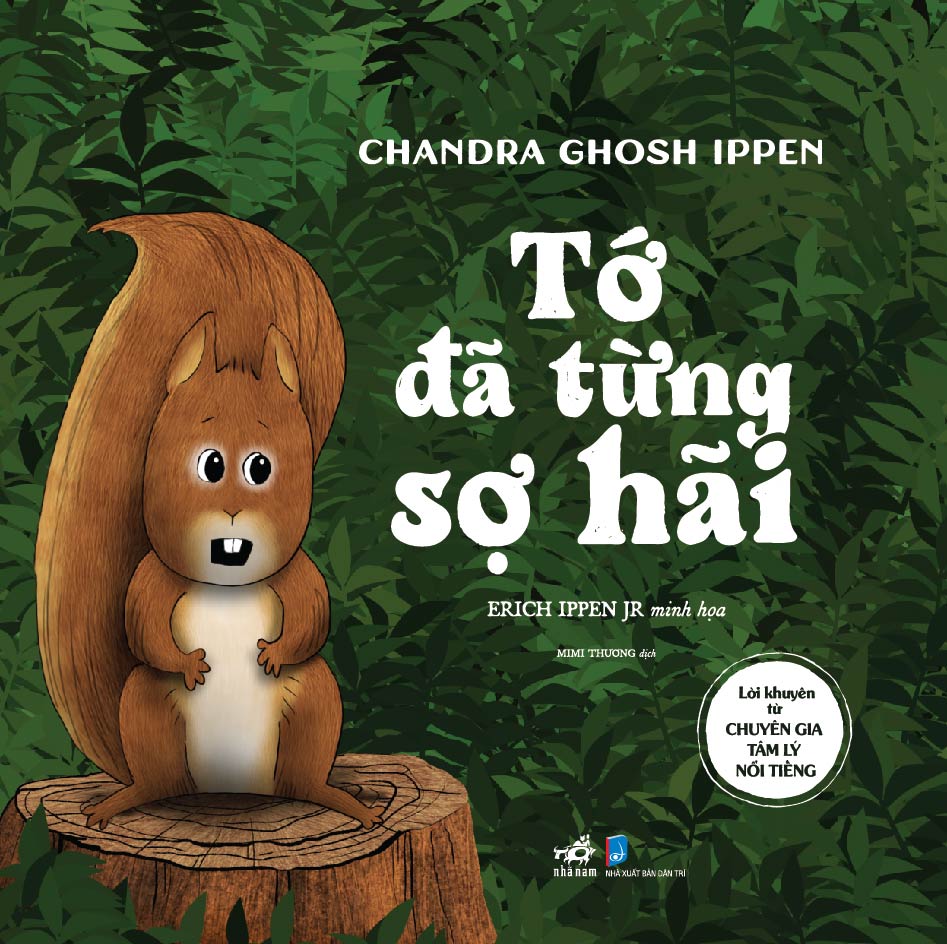 CHANDRA GHOSH IPPEN
Tớ
đã từng
sợ hãi
ERICH IPPEN JR minh họa
MIMI THƯƠNG dịch
Lời khuyên
từ
CHUYÊN GIA
TÂM LÝ
NỔI TIẾNG
nhã nam
NHÀ XUẤT BẢN DÂN TRÍ